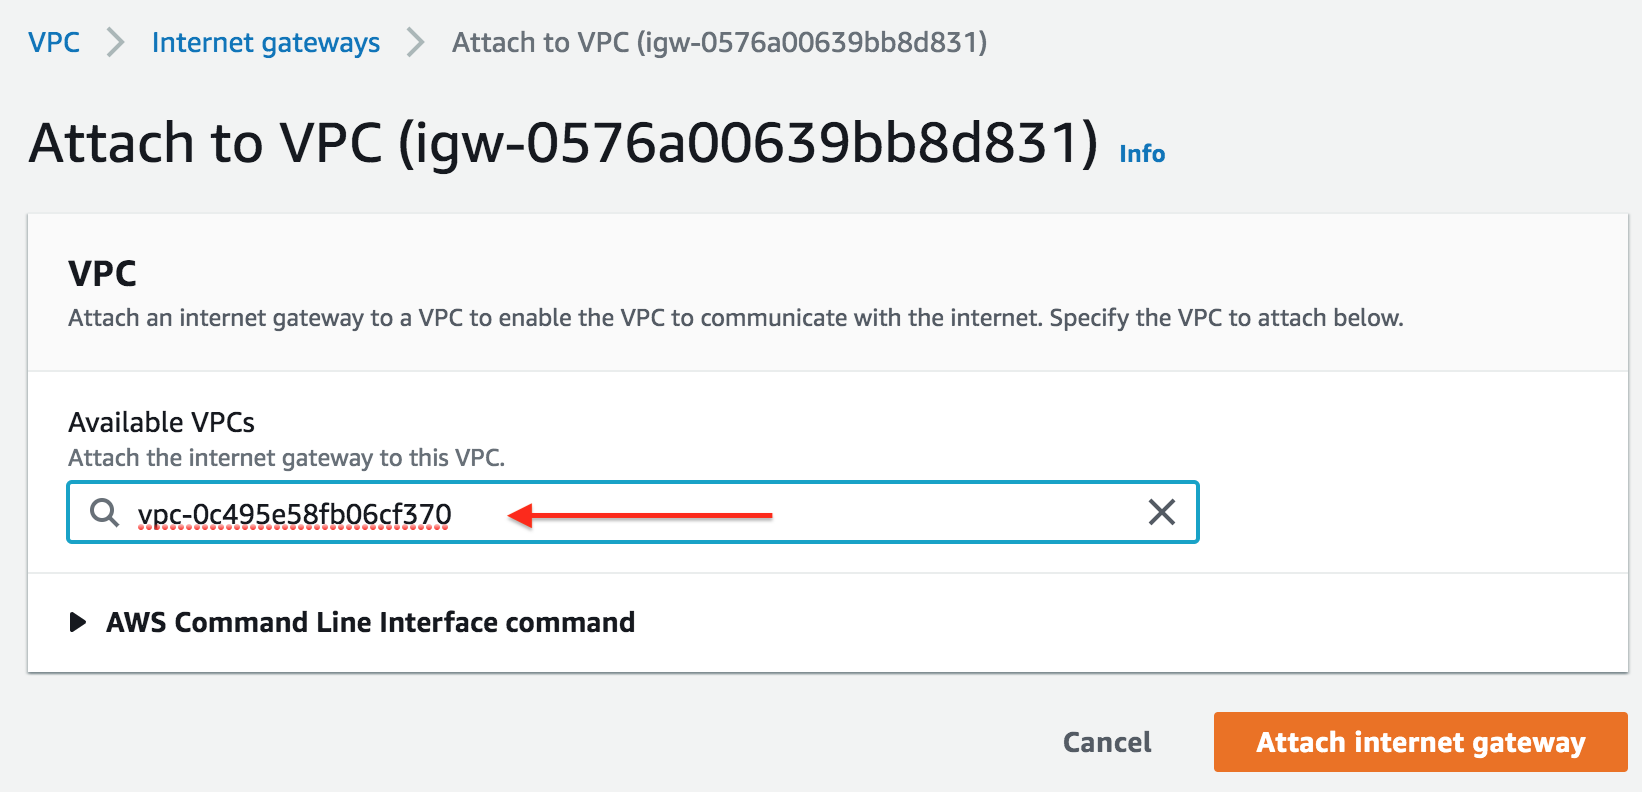 VPC > Internet gateways > Attach to VPC (igw-0576a00639bb8d831)
Attach to VPC (igw-0576a00639bb8d831) Info
VPC
Attach an internet gateway to a VPC to enable the VPC to communicate with the internet. Specify the VPC to attach below.
Available VPCs
Attach the internet gateway to this VPC.
vpc-0c495e58fb06cf370
AWS Command Line Interface command
Cancel Attach internet gateway